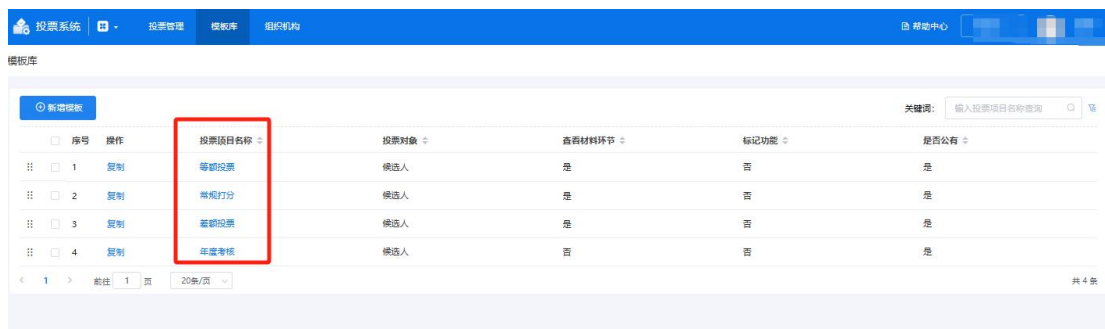 投票系统 投票管理 模板库 组织机构 帮助中心
模板库
新增模板 关键词: 输入投票项目名称查询
序号 操作 投票项目名称 投票对象 查看材料环节 标记功能 是否公有
1 复制 等额投票 候选人 是 否 是
2 复制 常规打分 候选人 是 否 是
3 复制 差额投票 候选人 是 否 是
4 复制 年度考核 候选人 否 否 是
< 1 > 前往 1 页 20条/页 共 4 条